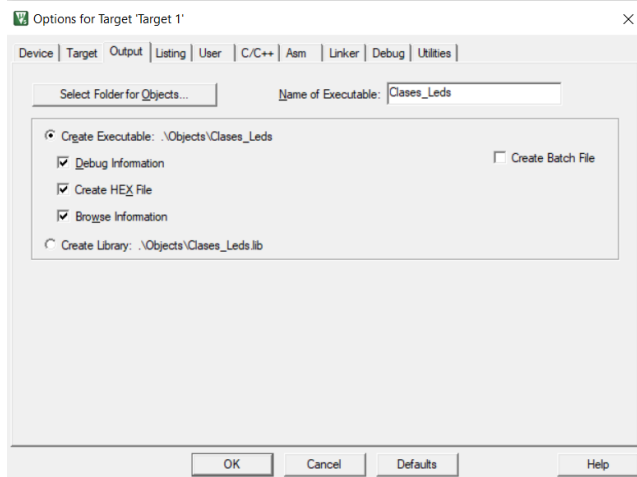 Options for Target 'Target 1'
Device Target Output Listing User C/C++ Asm Linker Debug Utilities
Select Folder for Objects... Name of Executable: Clases_Leds
Create Executable: .\Objects\Clases_Leds
Debug Information Create Batch File
Create HEX File
Browse Information
Create Library: .\Objects\Clases_Leds.lib
OK Cancel Defaults Help